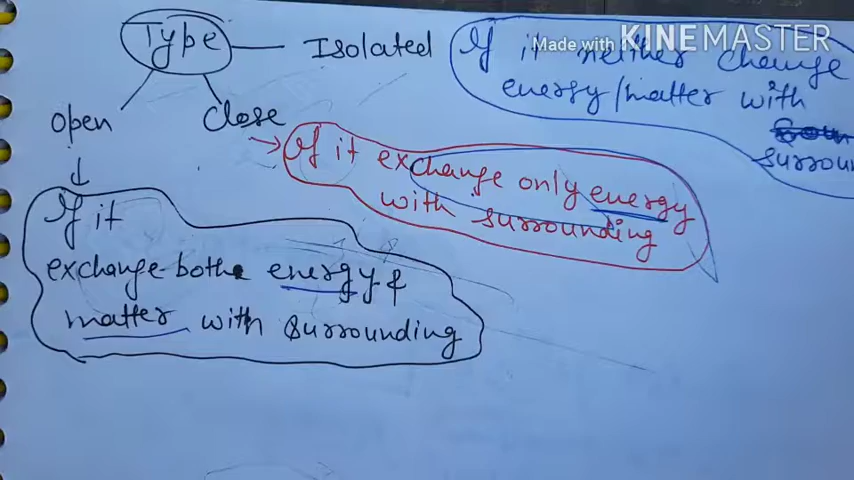 Type
Isolated
If it neither change
energy/matter with
surroun
Made with KINEMASTER
open
close
If it exchange only energy
with surrounding
If it
exchange both energy &
matter with surrounding